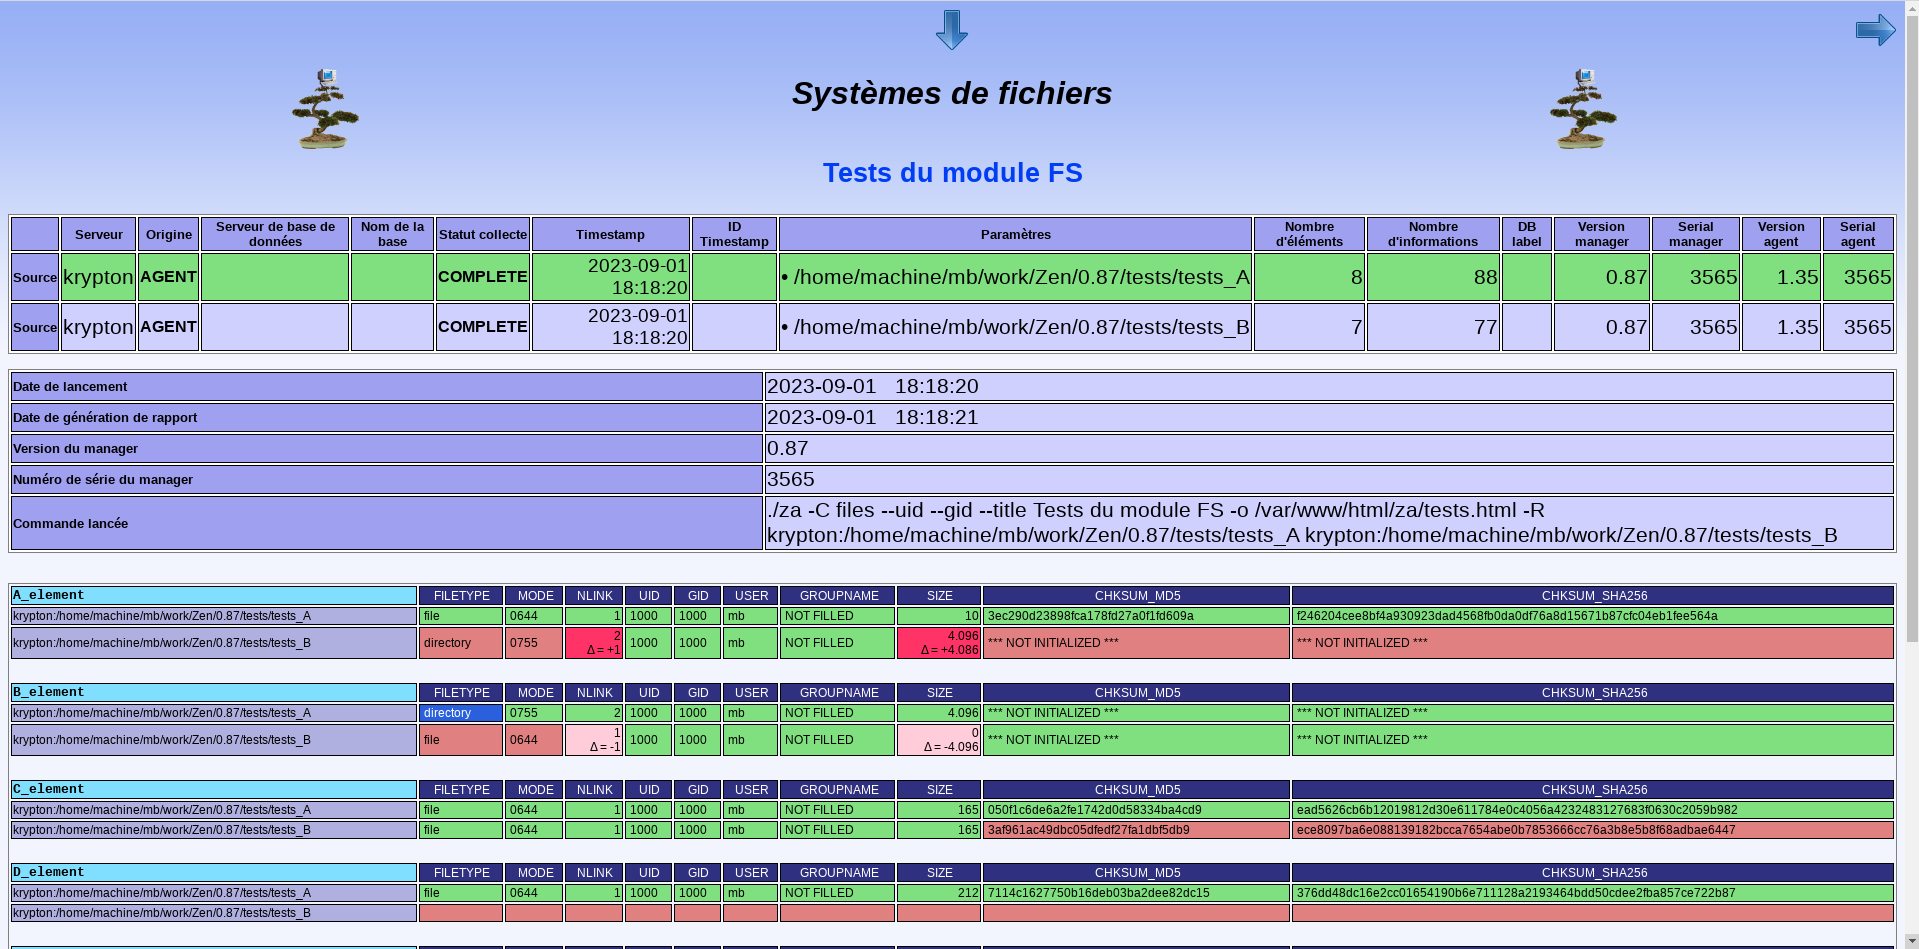 Systèmes de fichiers
Tests du module FS
Serveur Origine Serveur de base de données Nom de la base Statut collecte Timestamp ID Timestamp Paramètres Nombre d'éléments Nombre d'informations DB label Version manager Serial manager Version agent Serial agent
Source krypton AGENT COMPLETE 2023-09-01 18:18:20 • /home/machine/mb/work/Zen/0.87/tests/tests_A 8 88 0.87 3565 1.35 3565
Source krypton AGENT COMPLETE 2023-09-01 18:18:20 • /home/machine/mb/work/Zen/0.87/tests/tests_B 7 77 0.87 3565 1.35 3565
Date de lancement 2023-09-01 18:18:20
Date de génération de rapport 2023-09-01 18:18:21
Version du manager 0.87
Numéro de série du manager 3565
Commande lancée ./za -C files --uid --gid --title Tests du module FS -o /var/www/html/za/tests.html -R
krypton:/home/machine/mb/work/Zen/0.87/tests/tests_A krypton:/home/machine/mb/work/Zen/0.87/tests/tests_B
A_element FILETYPE MODE NLINK UID GID USER GROUPNAME SIZE CHKSUM_MD5 CHKSUM_SHA256
krypton:/home/machine/mb/work/Zen/0.87/tests/tests_A file 0644 1 1000 1000 mb NOT FILLED 10 3ec290d23898fca178fd27a0f1fd609a f246204cee8bf4a930923dad4568fb0da0df76a8d15671b87cfc04eb1fee564a
krypton:/home/machine/mb/work/Zen/0.87/tests/tests_B directory 0755 2 Δ = +1 1000 1000 mb NOT FILLED 4.096 Δ = +4.086 *** NOT INITIALIZED *** *** NOT INITIALIZED ***
B_element FILETYPE MODE NLINK UID GID USER GROUPNAME SIZE CHKSUM_MD5 CHKSUM_SHA256
krypton:/home/machine/mb/work/Zen/0.87/tests/tests_A directory 0755 2 1000 1000 mb NOT FILLED 4.096 *** NOT INITIALIZED *** *** NOT INITIALIZED ***
krypton:/home/machine/mb/work/Zen/0.87/tests/tests_B file 0644 1 Δ = -1 1000 1000 mb NOT FILLED 0 Δ = -4.096 *** NOT INITIALIZED *** *** NOT INITIALIZED ***
C_element FILETYPE MODE NLINK UID GID USER GROUPNAME SIZE CHKSUM_MD5 CHKSUM_SHA256
krypton:/home/machine/mb/work/Zen/0.87/tests/tests_A file 0644 1 1000 1000 mb NOT FILLED 165 050f1c6de6a2fe1742d0d58334ba4cd9 ead5626cb6b12019812d30e611784e0c4056a4232483127683f0630c2059b982
krypton:/home/machine/mb/work/Zen/0.87/tests/tests_B file 0644 1 1000 1000 mb NOT FILLED 165 3af961ac49dbc05dfedf27fa1dbf5db9 ece8097ba6e088139182bcca7654abe0b7853666cc76a3b8e5b8f68adbae6447
D_element FILETYPE MODE NLINK UID GID USER GROUPNAME SIZE CHKSUM_MD5 CHKSUM_SHA256
krypton:/home/machine/mb/work/Zen/0.87/tests/tests_A file 0644 1 1000 1000 mb NOT FILLED 212 7114c1627750b16deb03ba2dee82dc15 376dd48dc16e2cc01654190b6e711128a2193464bdd50cdee2fba857ce722b87
krypton:/home/machine/mb/work/Zen/0.87/tests/tests_B